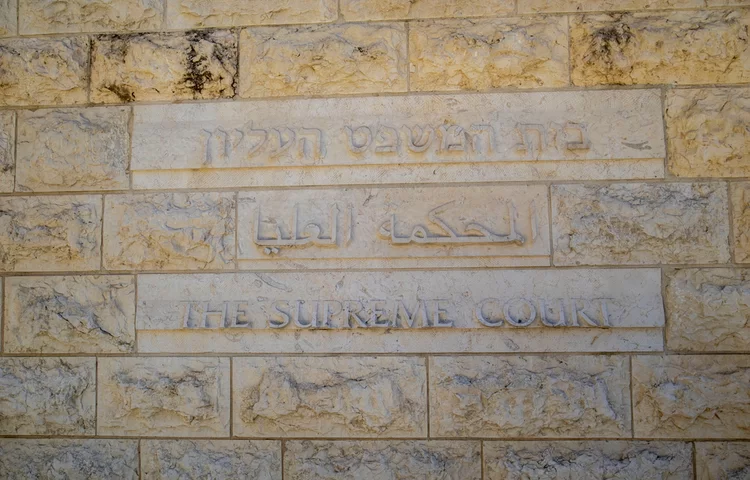 בית המשפט העליון
المحكمة العليا
THE SUPREME COURT